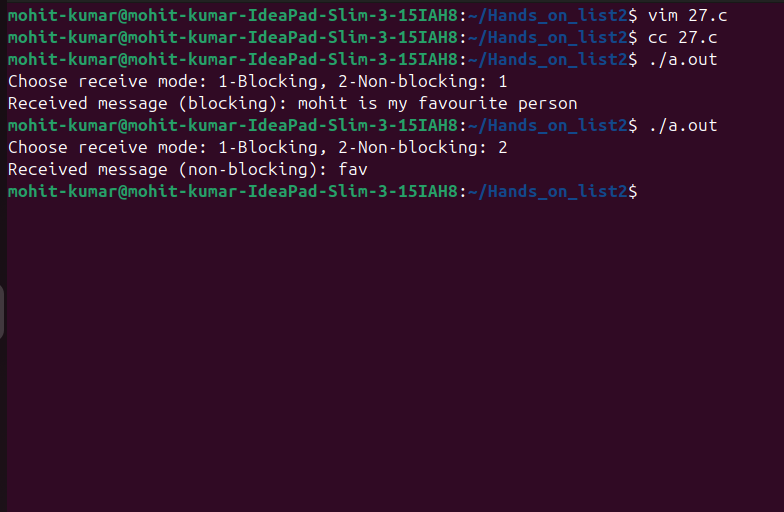 mohit-kumar@mohit-kumar-IdeaPad-Slim-3-15IAH8:~/Hands_on_list2$ vim 27.c
mohit-kumar@mohit-kumar-IdeaPad-Slim-3-15IAH8:~/Hands_on_list2$ cc 27.c
mohit-kumar@mohit-kumar-IdeaPad-Slim-3-15IAH8:~/Hands_on_list2$ ./a.out
Choose receive mode: 1-Blocking, 2-Non-blocking: 1
Received message (blocking): mohit is my favourite person
mohit-kumar@mohit-kumar-IdeaPad-Slim-3-15IAH8:~/Hands_on_list2$ ./a.out
Choose receive mode: 1-Blocking, 2-Non-blocking: 2
Received message (non-blocking): fav
mohit-kumar@mohit-kumar-IdeaPad-Slim-3-15IAH8:~/Hands_on_list2$